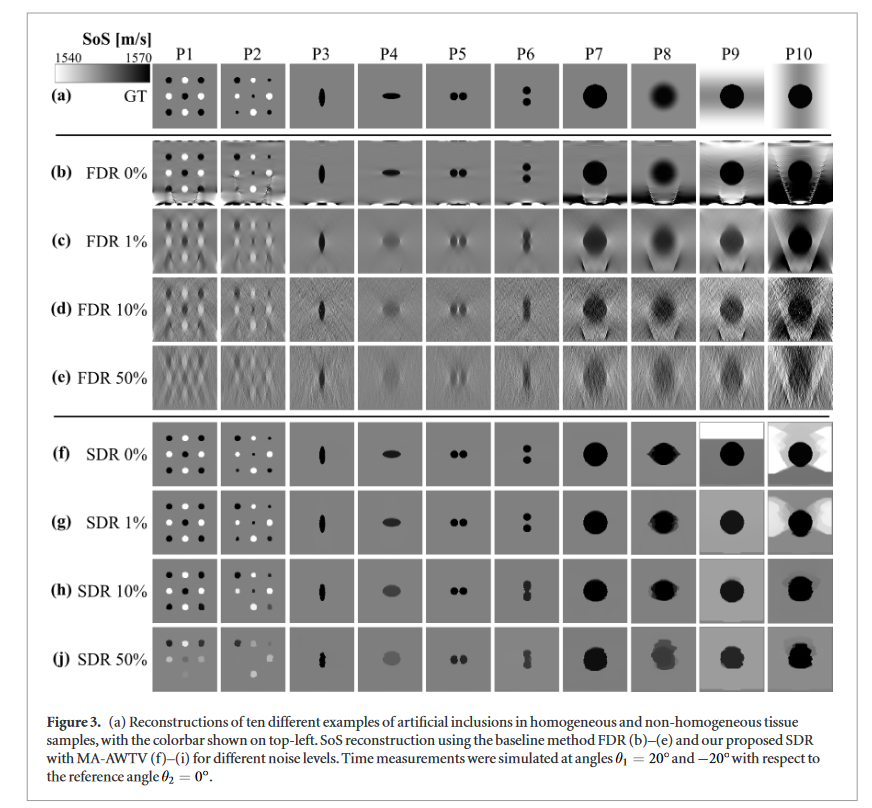 SoS [m/s]
1540 1570
P1 P2 P3 P4 P5 P6 P7 P8 P9 P10
(a) GT
(b) FDR 0%
(c) FDR 1%
(d) FDR 10%
(e) FDR 50%
(f) SDR 0%
(g) SDR 1%
(h) SDR 10%
(j) SDR 50%
Figure 3. (a) Reconstructions of ten different examples of artificial inclusions in homogeneous and non-homogeneous tissue
samples, with the colorbar shown on top-left. SoS reconstruction using the baseline method FDR (b)–(e) and our proposed SDR
with MA-AWTV (f)–(i) for different noise levels. Time measurements were simulated at angles θ₁ = 20° and −20° with respect to
the reference angle θ₂ = 0°.